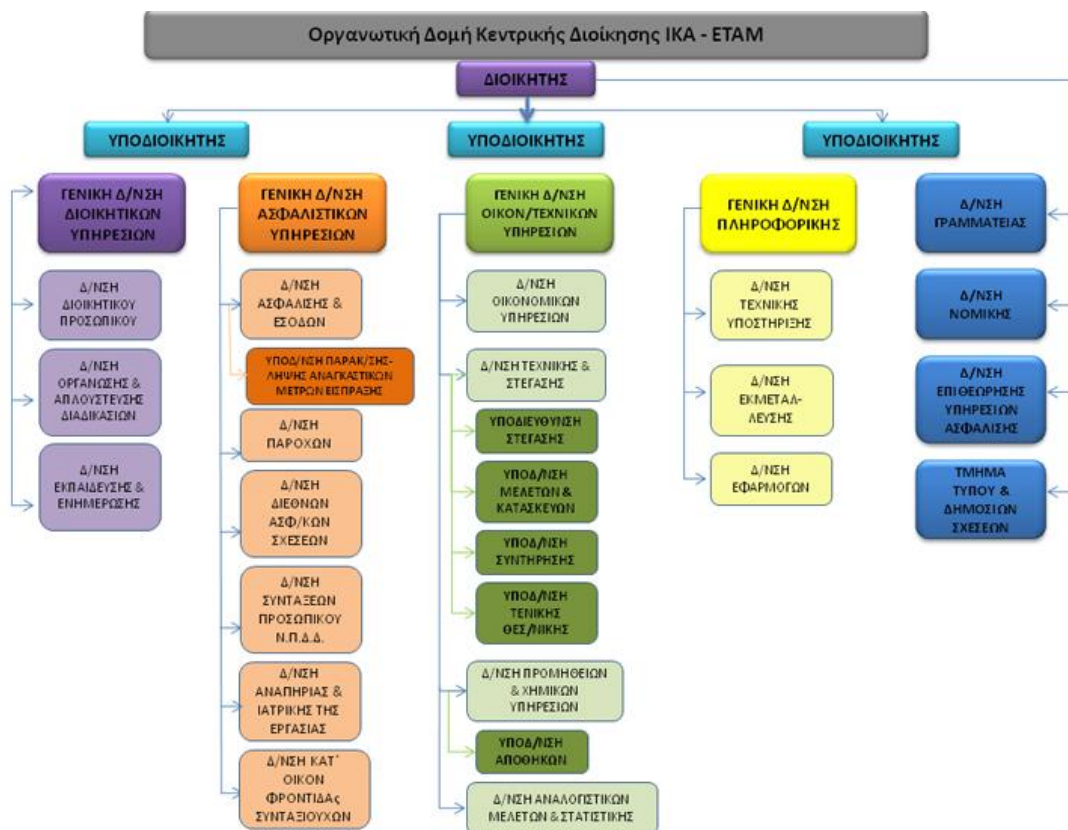 Οργανωτική Δομή Κεντρικής Διοίκησης ΙΚΑ - ΕΤΑΜ
ΔΙΟΙΚΗΤΗΣ
ΥΠΟΔΙΟΙΚΗΤΗΣ
ΥΠΟΔΙΟΙΚΗΤΗΣ
ΥΠΟΔΙΟΙΚΗΤΗΣ
ΓΕΝΙΚΗ Δ/ΝΣΗ
ΔΙΟΙΚΗΤΙΚΩΝ
ΥΠΗΡΕΣΙΩΝ
Δ/ΝΣΗ
ΔΙΟΙΚΗΤΙΚΟΥ
ΠΡΟΣΩΠΙΚΟΥ
Δ/ΝΣΗ
ΟΡΓΑΝΩΣΗΣ &
ΑΠΛΟΥΣΤΕΥΣΗΣ
ΔΙΑΔΙΚΑΣΙΩΝ
Δ/ΝΣΗ
ΕΚΠΑΙΔΕΥΣΗΣ &
ΕΝΗΜΕΡΩΣΗΣ
ΓΕΝΙΚΗ Δ/ΝΣΗ
ΑΣΦΑΛΙΣΤΙΚΩΝ
ΥΠΗΡΕΣΙΩΝ
Δ/ΝΣΗ
ΑΣΦΑΛΙΣΗΣ &
ΕΣΟΔΩΝ
ΥΠΟΔ/ΝΣΗ ΠΑΡΑΚ/ΣΗΣ-
ΛΗΨΗΣ ΑΝΑΓΚΑΣΤΙΚΩΝ
ΜΕΤΡΩΝ ΕΙΣΠΡΑΞΗΣ
Δ/ΝΣΗ
ΠΑΡΟΧΩΝ
Δ/ΝΣΗ
ΔΙΕΘΝΩΝ
ΑΣΦ/ΚΩΝ
ΣΧΕΣΕΩΝ
Δ/ΝΣΗ
ΣΥΝΤΑΞΕΩΝ
ΠΡΟΣΩΠΙΚΟΥ
Ν.Π.Δ.Δ.
Δ/ΝΣΗ
ΑΝΑΠΗΡΙΑΣ &
ΙΑΤΡΙΚΗΣ ΤΗΣ
ΕΡΓΑΣΙΑΣ
Δ/ΝΣΗ ΚΑΤ΄
ΟΙΚΟΝ
ΦΡΟΝΤΙΔΑς
ΣΥΝΤΑΞΙΟΥΧΩΝ
ΓΕΝΙΚΗ Δ/ΝΣΗ
ΟΙΚΟΝ/ΤΕΧΝΙΚΩΝ
ΥΠΗΡΕΣΙΩΝ
Δ/ΝΣΗ
ΟΙΚΟΝΟΜΙΚΩΝ
ΥΠΗΡΕΣΙΩΝ
Δ/ΝΣΗ ΤΕΧΝΙΚΗΣ &
ΣΤΕΓΑΣΗΣ
ΥΠΟΔΙΕΥΘΥΝΣΗ
ΣΤΕΓΑΣΗΣ
ΥΠΟΔ/ΝΣΗ
ΜΕΛΕΤΩΝ &
ΚΑΤΑΣΚΕΥΩΝ
ΥΠΟΔ/ΝΣΗ
ΣΥΝΤΗΡΗΣΗΣ
ΥΠΟΔ/ΝΣΗ
ΤΕΝΙΚΗΣ
ΘΕΣ/ΝΙΚΗΣ
Δ/ΝΣΗ ΠΡΟΜΗΘΕΙΩΝ
& ΧΗΜΙΚΩΝ
ΥΠΗΡΕΣΙΩΝ
ΥΠΟΔ/ΝΣΗ
ΑΠΟΘΗΚΩΝ
Δ/ΝΣΗ ΑΝΑΛΟΓΙΣΤΙΚΩΝ
ΜΕΛΕΤΩΝ & ΣΤΑΤΙΣΤΙΚΗΣ
ΓΕΝΙΚΗ Δ/ΝΣΗ
ΠΛΗΡΟΦΟΡΙΚΗΣ
Δ/ΝΣΗ
ΤΕΧΝΙΚΗΣ
ΥΠΟΣΤΗΡΙΞΗΣ
Δ/ΝΣΗ
ΕΚΜΕΤΑΛ-
ΛΕΥΣΗΣ
Δ/ΝΣΗ
ΕΦΑΡΜΟΓΩΝ
Δ/ΝΣΗ
ΓΡΑΜΜΑΤΕΙΑΣ
Δ/ΝΣΗ
ΝΟΜΙΚΗΣ
Δ/ΝΣΗ
ΕΠΙΘΕΩΡΗΣΗΣ
ΥΠΗΡΕΣΙΩΝ
ΑΣΦΑΛΙΣΗΣ
ΤΜΗΜΑ
ΤΥΠΟΥ &
ΔΗΜΟΣΙΩΝ
ΣΧΕΣΕΩΝ